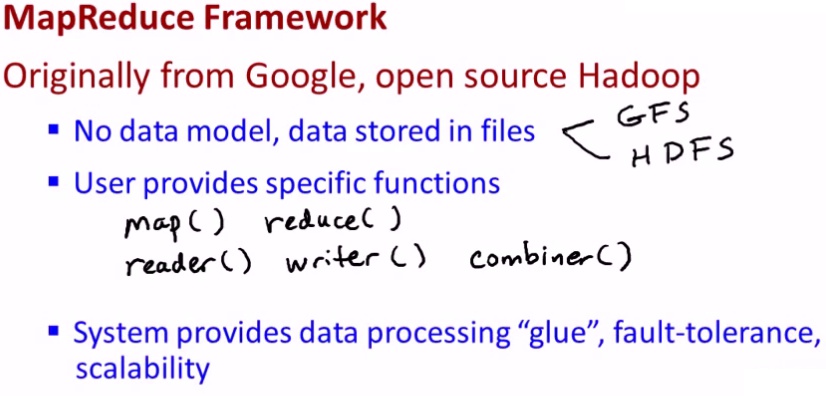 MapReduce Framework
Originally from Google, open source Hadoop
▪ No data model, data stored in files < GFS
HDFS
▪ User provides specific functions
map() reduce()
reader() writer() combiner()
▪ System provides data processing “glue”, fault-tolerance,
scalability